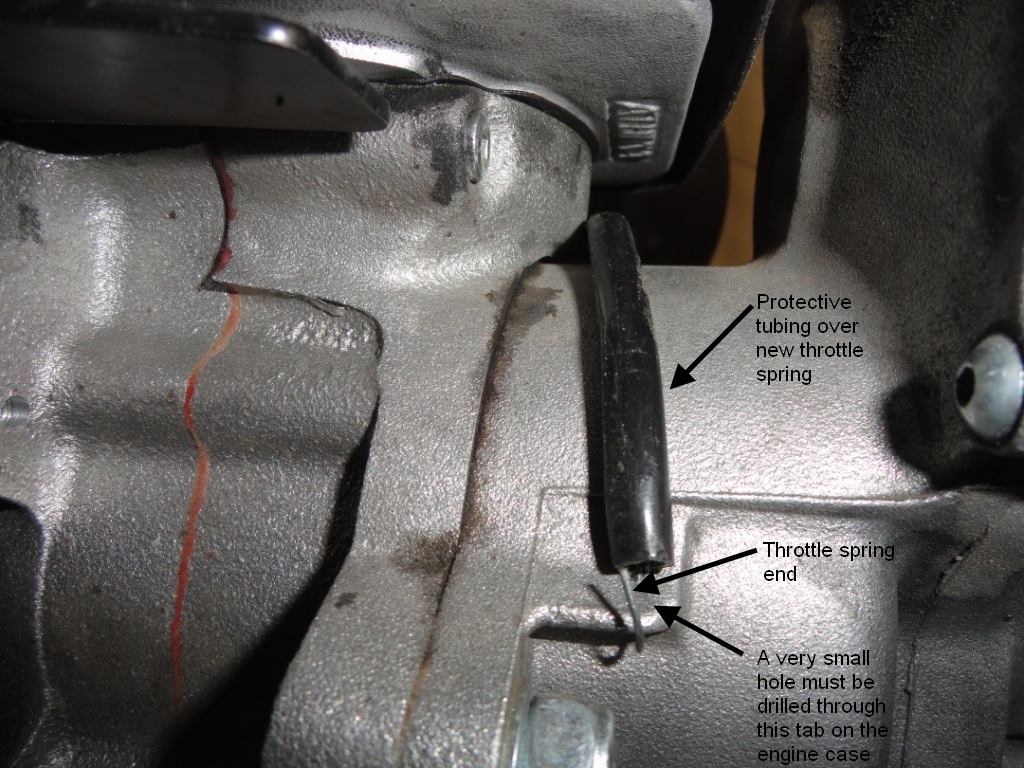 Protective
tubing over
new throttle
spring
Throttle spring
end
A very small
hole must be
drilled through
this tab on the
engine case